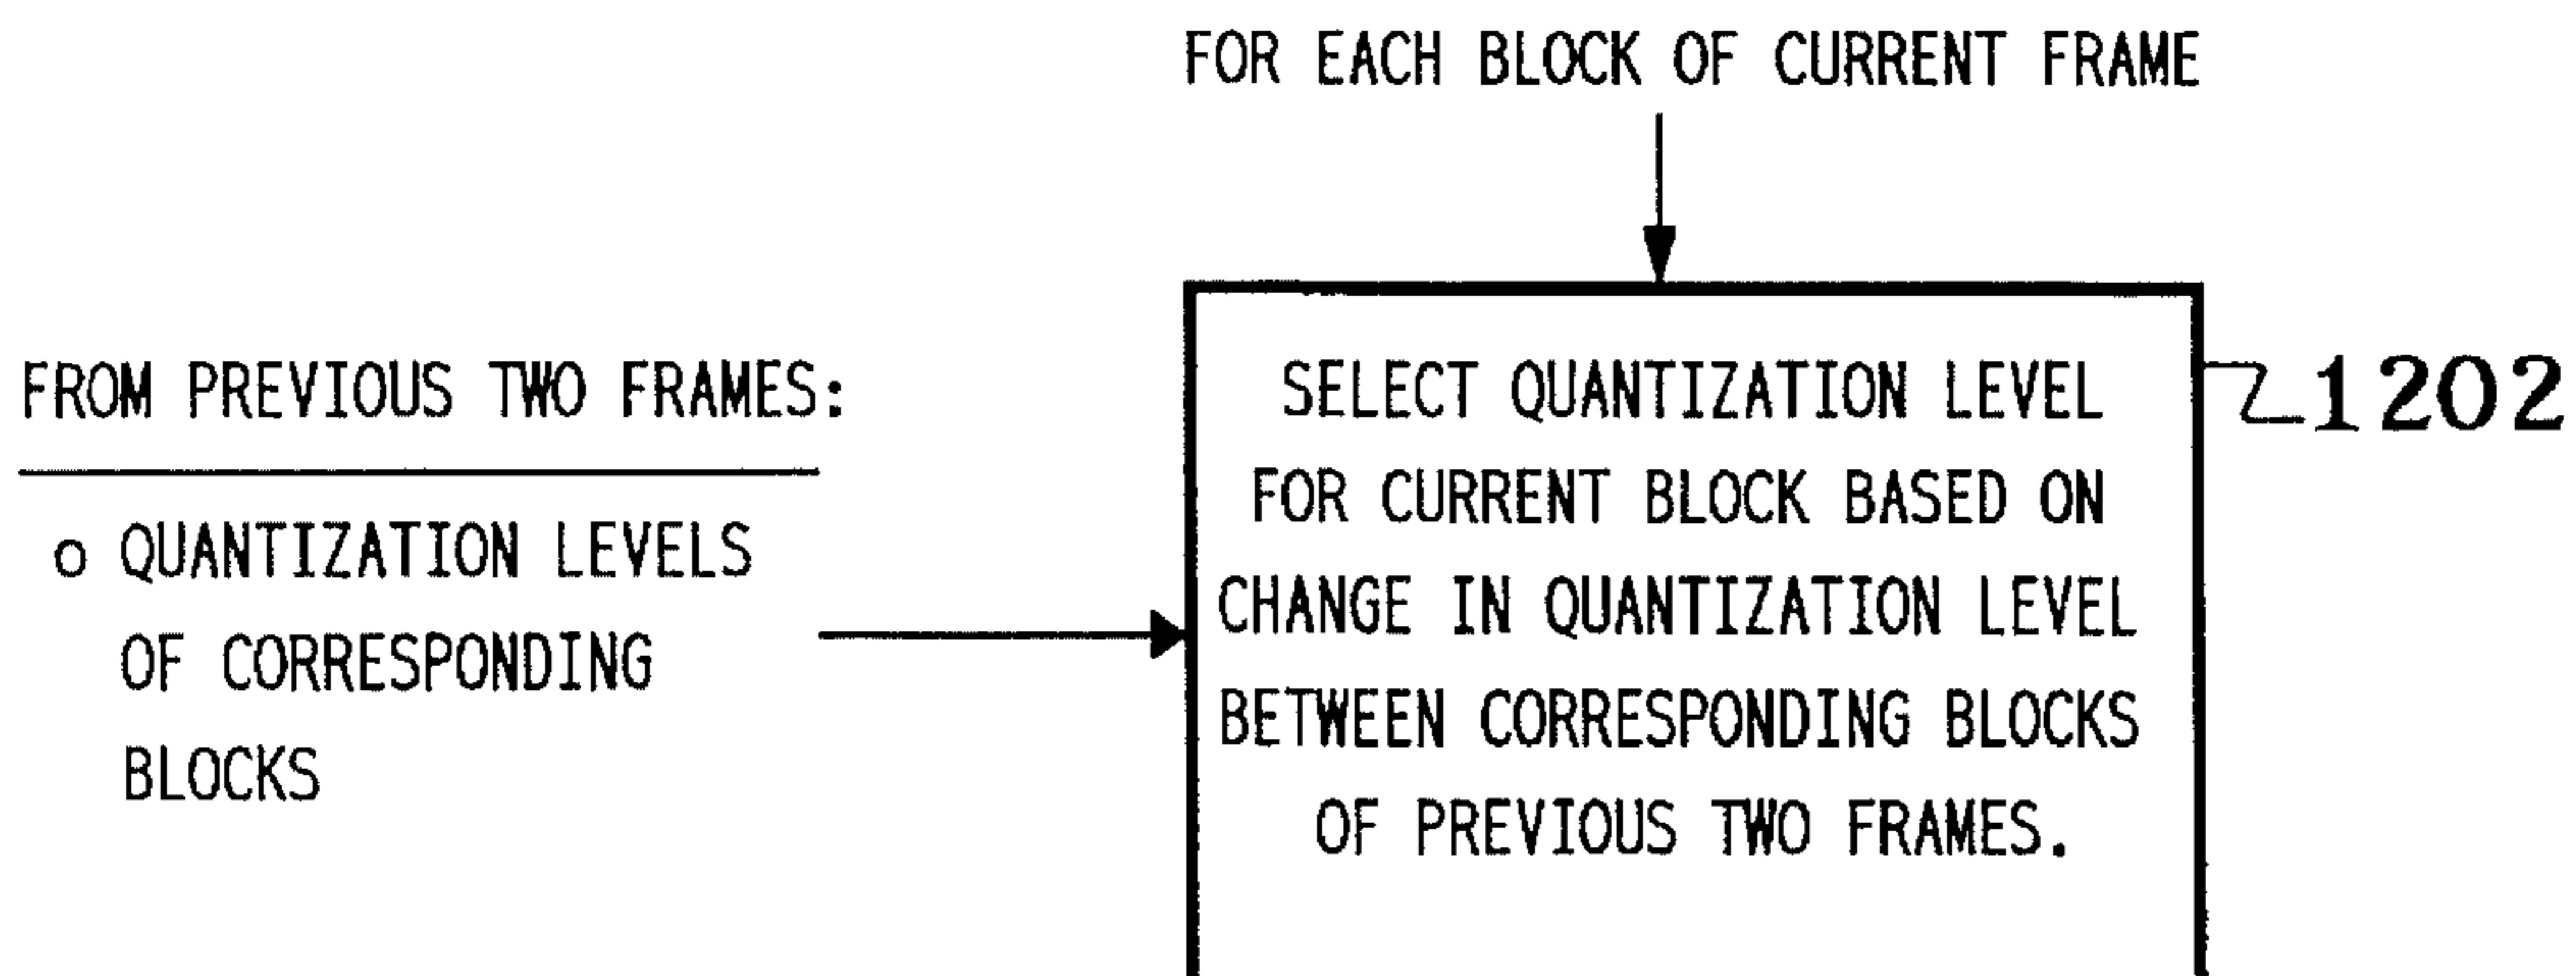 FOR EACH BLOCK OF CURRENT FRAME
FROM PREVIOUS TWO FRAMES:
o QUANTIZATION LEVELS
OF CORRESPONDING
BLOCKS
SELECT QUANTIZATION LEVEL
FOR CURRENT BLOCK BASED ON
CHANGE IN QUANTIZATION LEVEL
BETWEEN CORRESPONDING BLOCKS
OF PREVIOUS TWO FRAMES.
1202